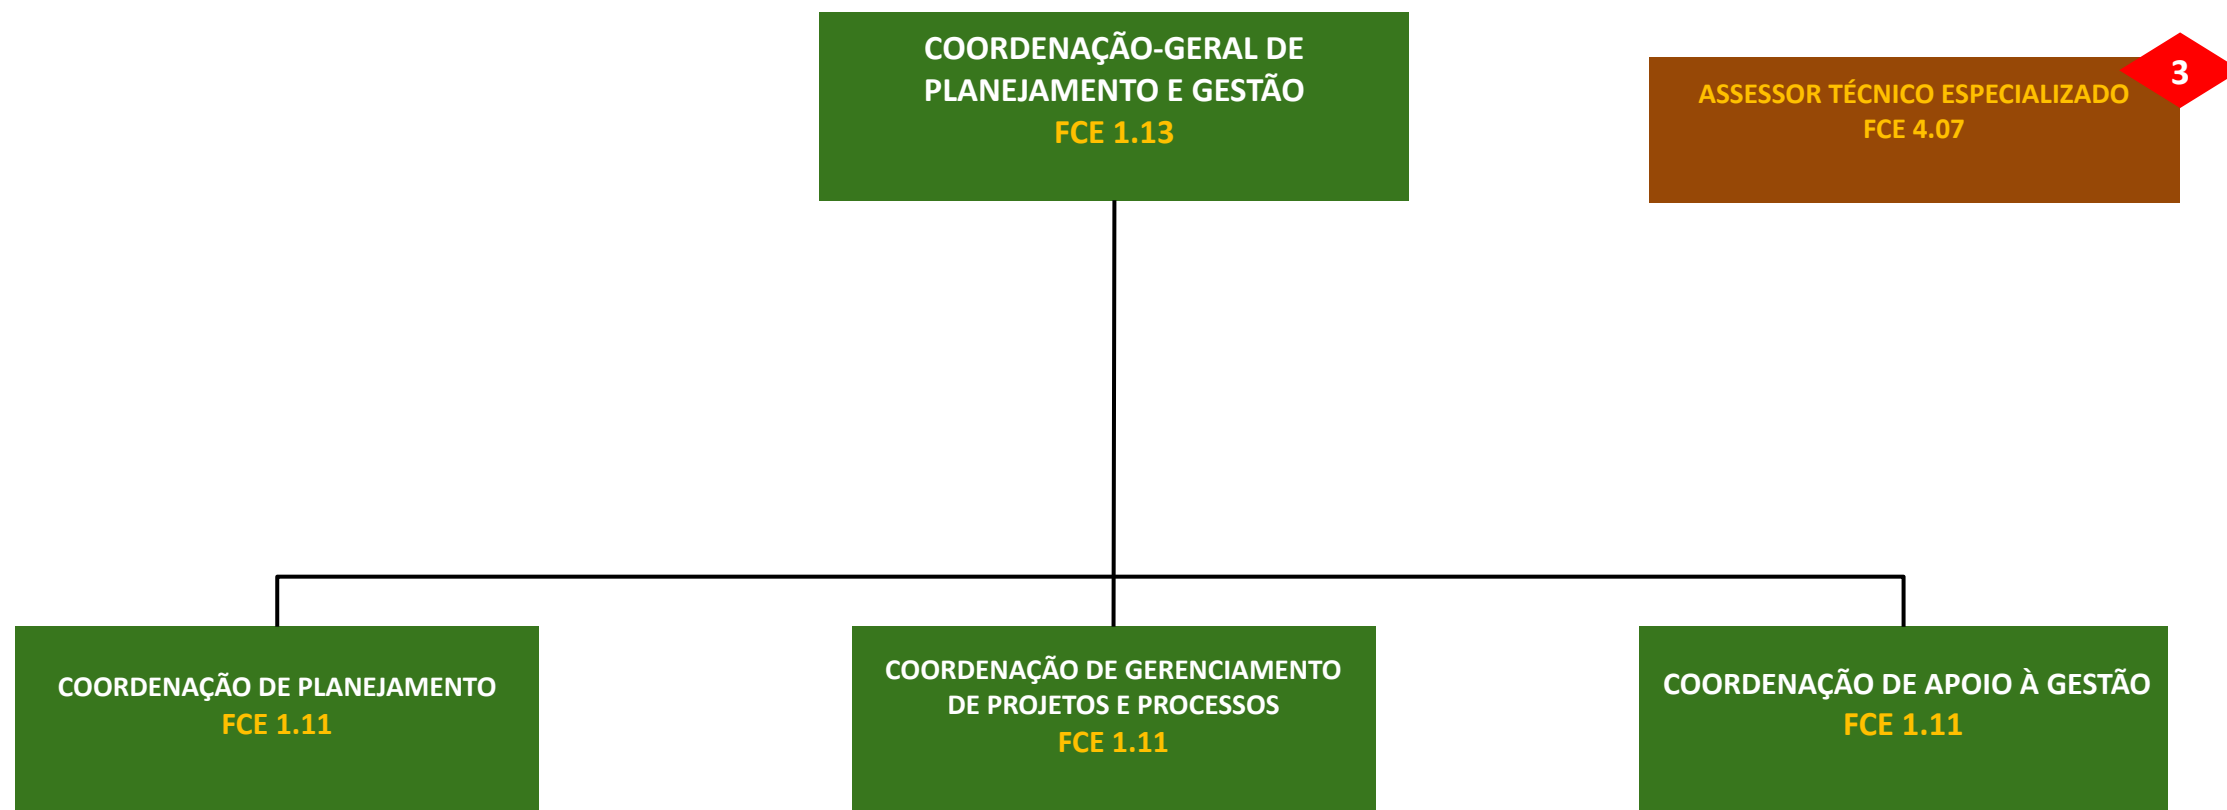 COORDENAÇÃO-GERAL DE
PLANEJAMENTO E GESTÃO
FCE 1.13
3
ASSESSOR TÉCNICO ESPECIALIZADO
FCE 4.07
COORDENAÇÃO DE PLANEJAMENTO
FCE 1.11
COORDENAÇÃO DE GERENCIAMENTO
DE PROJETOS E PROCESSOS
FCE 1.11
COORDENAÇÃO DE APOIO À GESTÃO
FCE 1.11